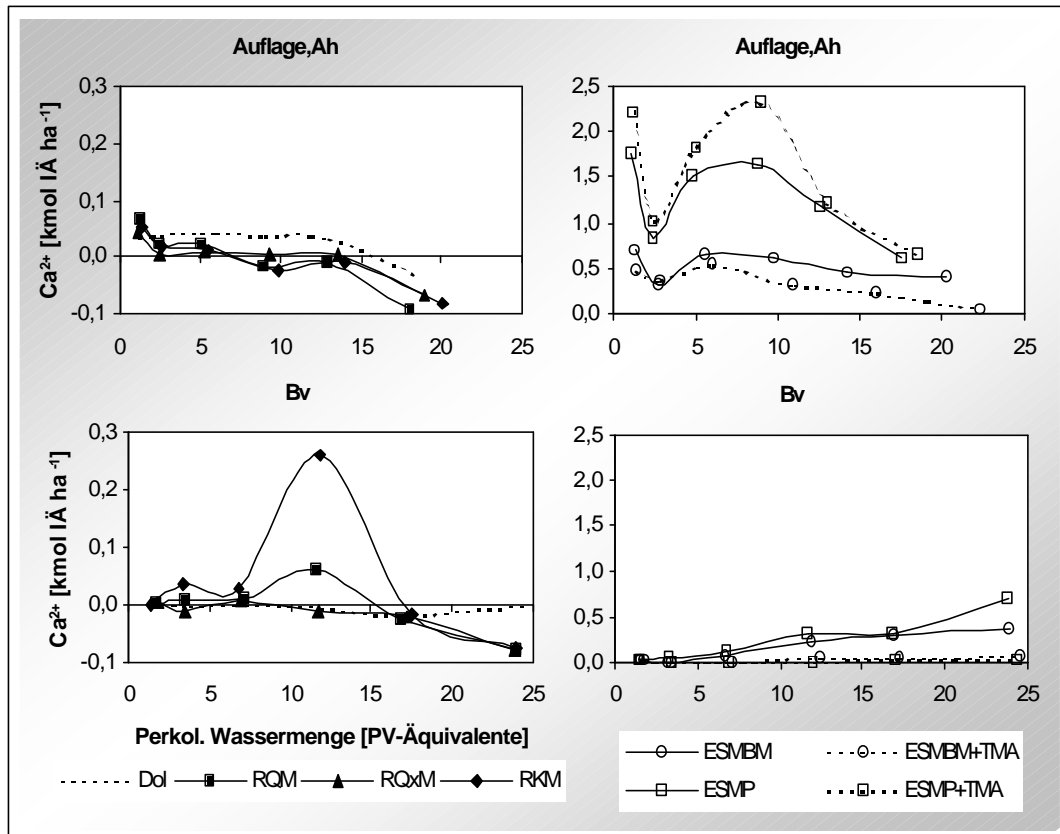 Auflage,Ah
Ca²⁺ [kmol IÄ ha⁻¹]
0,3
0,2
0,1
0,0
-0,1
0 5 10 15 20 25
Auflage,Ah
2,5
2,0
1,5
1,0
0,5
0,0
0 5 10 15 20 25
Bv
Ca²⁺ [kmol IÄ ha⁻¹]
0,3
0,2
0,1
0,0
-0,1
0 5 10 15 20 25
Perkol. Wassermenge [PV-Äquivalente]
Bv
2,5
2,0
1,5
1,0
0,5
0,0
0 5 10 15 20 25
Dol RQM RQxM RKM
ESMBM ESMBM+TMA
ESMP ESMP+TMA